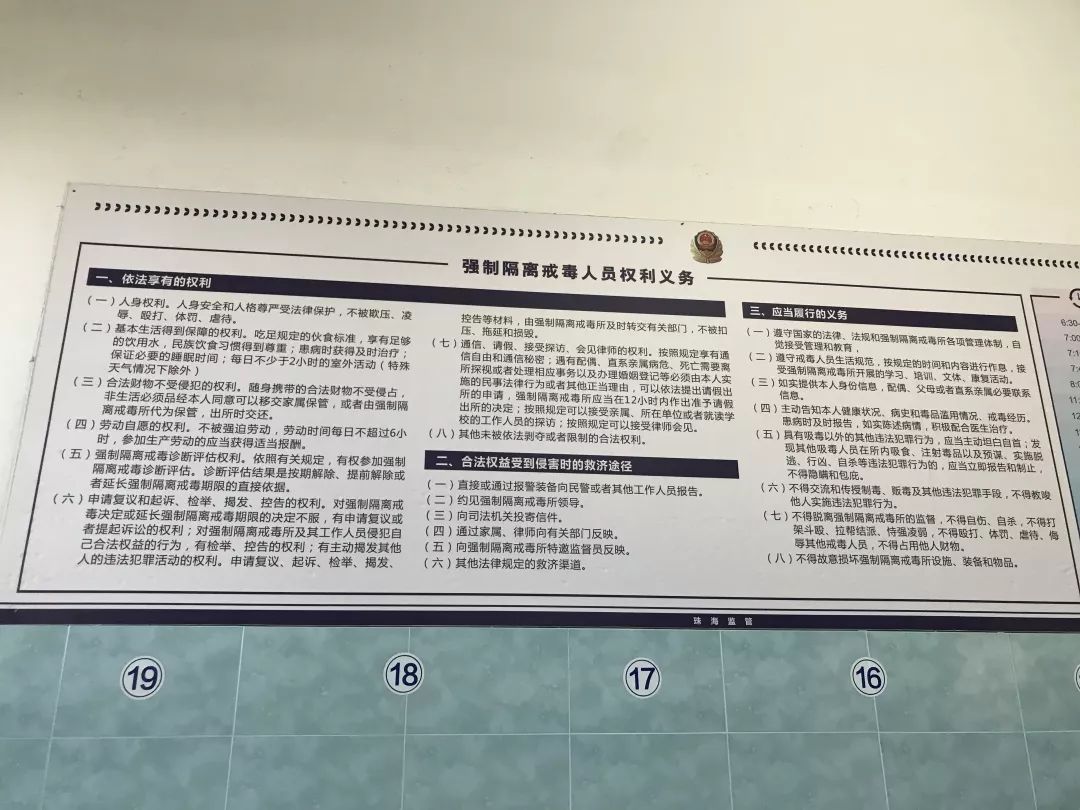 强制隔离戒毒人员权利义务
一、依法享有的权利
（一）人身权利。人身安全和人格尊严受法律保护，不被欺压、凌
辱、殴打、体罚、虐待。
（二）基本生活得到保障的权利。吃足规定的伙食标准，享有足够
的饮用水，民族饮食习惯得到尊重；患病时获得及时治疗；
保证必要的睡眠时间；每日不少于2小时的室外活动（特殊
天气情况下除外）
（三）合法财物不受侵犯的权利。随身携带的合法财物不受侵占，
非生活必须品经本人同意可以移交家属保管，或者由强制隔
离戒毒所代为保管，出所时交还。
（四）劳动自愿的权利。不被强迫劳动，劳动时间每日不超过6小
时，参加生产劳动的应当获得适当报酬。
（五）强制隔离戒毒诊断评估权利。依照有关规定，有权参加强制
隔离戒毒诊断评估。诊断评估结果是按期解除、提前解除或
者延长强制隔离戒毒期限的直接依据。
（六）申请复议和起诉、检举、揭发、控告的权利。对强制隔离戒
毒决定或延长强制隔离戒毒期限的决定不服，有申请复议或
者提起诉讼的权利；对强制隔离戒毒所及其工作人员侵犯自
己合法权益的行为，有检举、控告的权利；有主动揭发其他
人的违法犯罪活动的权利。申请复议、起诉、检举、揭发、
控告等材料，由强制隔离戒毒所及时转交有关部门，不被扣
压、拖延和损毁。
（七）通信、请假、接受探访、会见律师的权利。按照规定享有通
信自由和通信秘密；遇有配偶、直系亲属病危、死亡需要离
所探视或者处理相应事务以及办理婚姻登记等必须由本人实
施的民事法律行为或者其他正当理由，可以依法提出请假出
所的申请，强制隔离戒毒所应当在12小时内作出准予请假
出所的决定；按照规定可以接受亲属、所在单位或者就读学
校的工作人员的探访；按照规定可以接受律师会见。
（八）其他未被依法剥夺或者限制的合法权利。
二、合法权益受到侵害时的救济途径
（一）直接或通过报警装备向民警或者其他工作人员报告。
（二）约见强制隔离戒毒所领导。
（三）向司法机关投寄信件。
（四）通过家属、律师向有关部门反映。
（五）向强制隔离戒毒所特邀监督员反映。
（六）其他法律规定的救济渠道。
三、应当履行的义务
（一）遵守国家的法律、法规和强制隔离戒毒所各项管理体制，自
觉接受管理和教育，
（二）遵守戒毒人员生活规范，按规定的时间和内容进行作息，接
受强制隔离戒毒所开展的学习、培训、文体、康复活动。
（三）如实提供本人身份信息，配偶、父母或者直系亲属必要联系
信息。
（四）主动告知本人健康状况、病史和毒品滥用情况、戒毒经历。
患病时及时报告，如实陈述病情，积极配合医生治疗。
（五）具有吸毒以外的其他违法犯罪行为，应当主动坦白自首；发
现其他吸毒人员在所内吸食、注射毒品以及预谋、实施脱
逃、行凶、自杀等违法犯罪行为的，应当立即报告和制止，
不得隐瞒和包庇。
（六）不得交流和传授制毒、贩毒及其他违法犯罪手段，不得教唆
他人实施违法犯罪行为。
（七）不得脱离强制隔离戒毒所的监督，不得自伤、自杀，不得打
架斗殴、拉帮结派、恃强凌弱，不得殴打、体罚、虐待、侮
辱其他戒毒人员，不得占用他人财物。
（八）不得故意损坏强制隔离戒毒所设施、装备和物品。
6:30
7:00
珠海监管
19
18
17
16